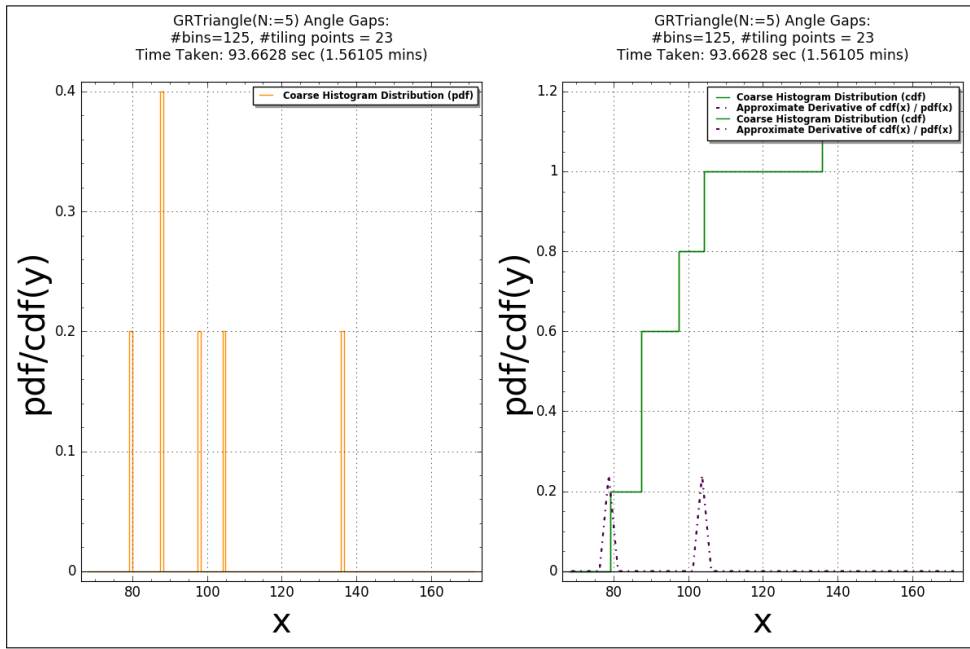 GRTriangle(N:=5) Angle Gaps:
#bins=125, #tiling points = 23
Time Taken: 93.6628 sec (1.56105 mins)
Coarse Histogram Distribution (pdf)
0.4
0.3
0.2
0.1
0
pdf/cdf(y)
80
100
120
140
160
x
GRTriangle(N:=5) Angle Gaps:
#bins=125, #tiling points = 23
Time Taken: 93.6628 sec (1.56105 mins)
Coarse Histogram Distribution (cdf)
Approximate Derivative of cdf(x) / pdf(x)
Coarse Histogram Distribution (cdf)
Approximate Derivative of cdf(x) / pdf(x)
1.2
1
0.8
0.6
0.4
0.2
0
pdf/cdf(y)
80
100
120
140
160
x